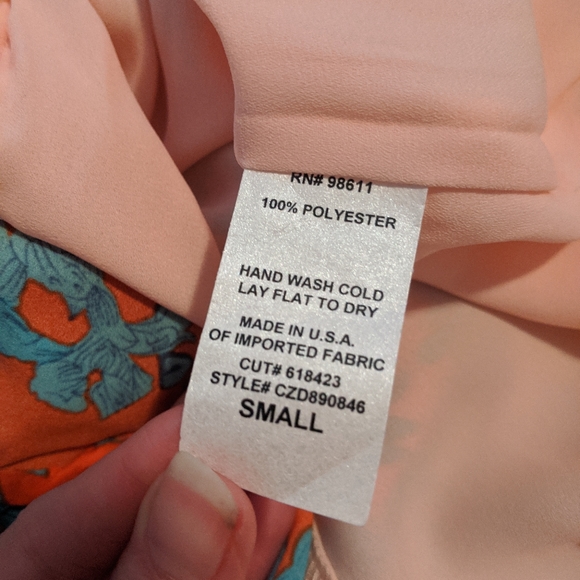 RN# 98611
100% POLYESTER
HAND WASH COLD
LAY FLAT TO DRY
MADE IN U.S.A.
OF IMPORTED FABRIC
CUT# 618423
STYLE# CZD890846
SMALL